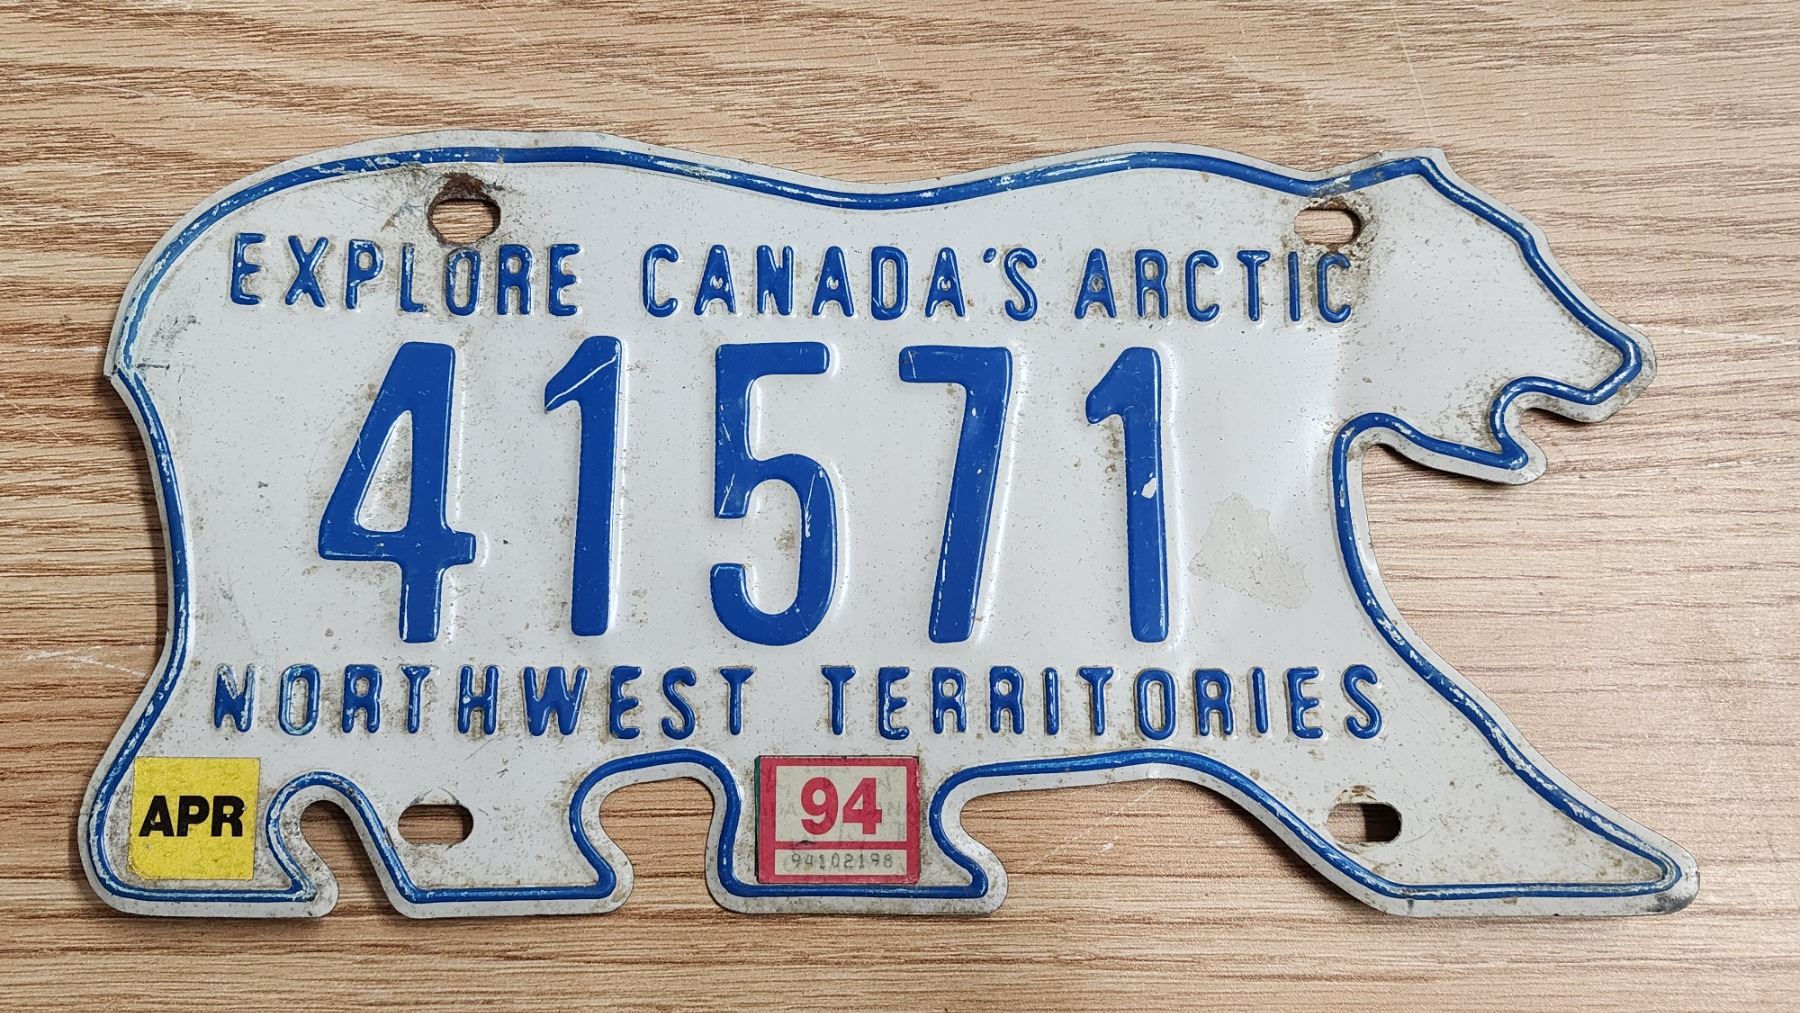 EXPLORE CANADA'S ARCTIC
41571
NORTHWEST TERRITORIES
APR
94
94102198